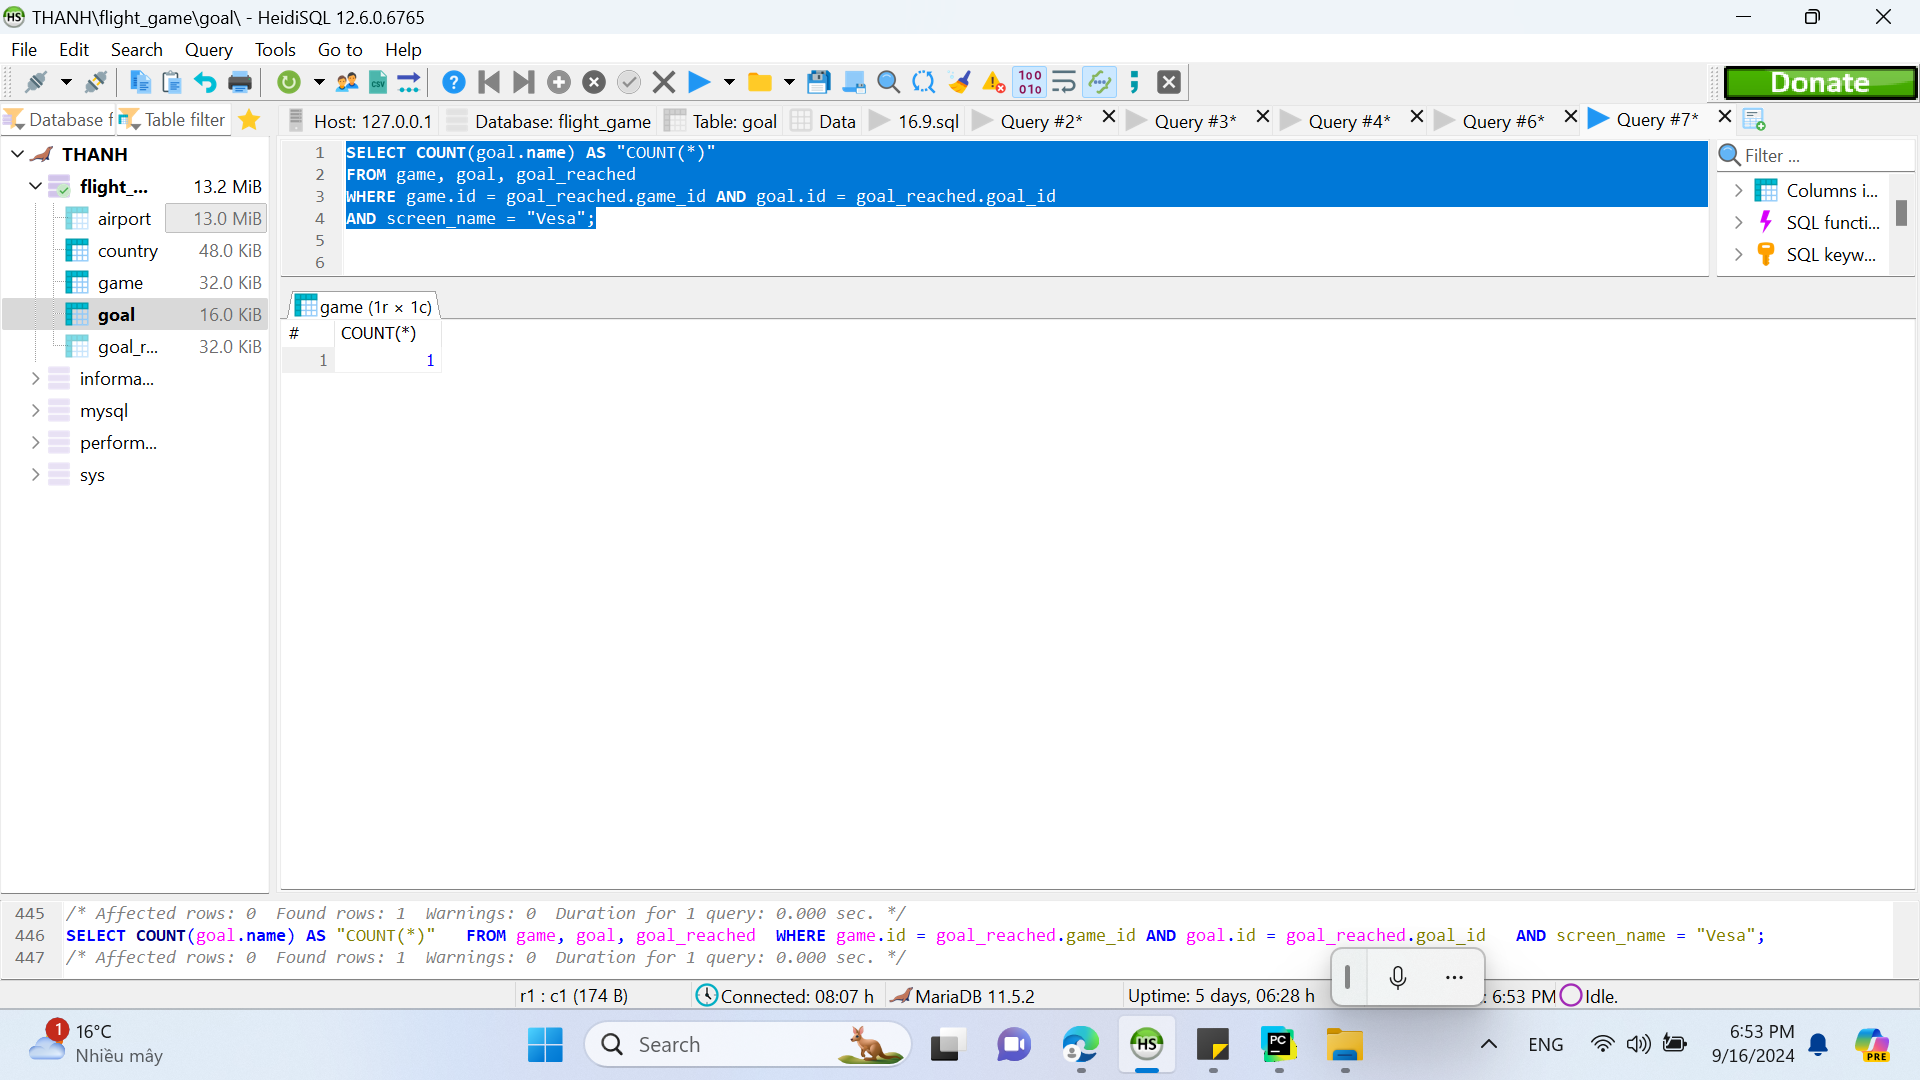 THANH\flight_game\goal\ - HeidiSQL 12.6.0.6765
File Edit Search Query Tools Go to Help
Donate
Database f Table filter Host: 127.0.0.1 Database: flight_game Table: goal Data 16.9.sql Query #2* Query #3* Query #4* Query #6* Query #7*
THANH
flight_... 13.2 MiB
airport 13.0 MiB
country 48.0 KiB
game 32.0 KiB
goal 16.0 KiB
goal_r... 32.0 KiB
informa...
mysql
perform...
sys
1 SELECT COUNT(goal.name) AS "COUNT(*)"
2 FROM game, goal, goal_reached
3 WHERE game.id = goal_reached.game_id AND goal.id = goal_reached.goal_id
4 AND screen_name = "Vesa";
5
6
Filter ...
Columns i...
SQL functi...
SQL keyw...
game (1r × 1c)
# COUNT(*)
1 1
445 /* Affected rows: 0 Found rows: 1 Warnings: 0 Duration for 1 query: 0.000 sec. */
446 SELECT COUNT(goal.name) AS "COUNT(*)" FROM game, goal, goal_reached WHERE game.id = goal_reached.game_id AND goal.id = goal_reached.goal_id AND screen_name = "Vesa";
447 /* Affected rows: 0 Found rows: 1 Warnings: 0 Duration for 1 query: 0.000 sec. */
r1 : c1 (174 B) Connected: 08:07 h MariaDB 11.5.2 Uptime: 5 days, 06:28 h : 6:53 PM Idle.
1 16°C
Nhiều mây
Search
HS
PC
ENG
6:53 PM
9/16/2024
PRE